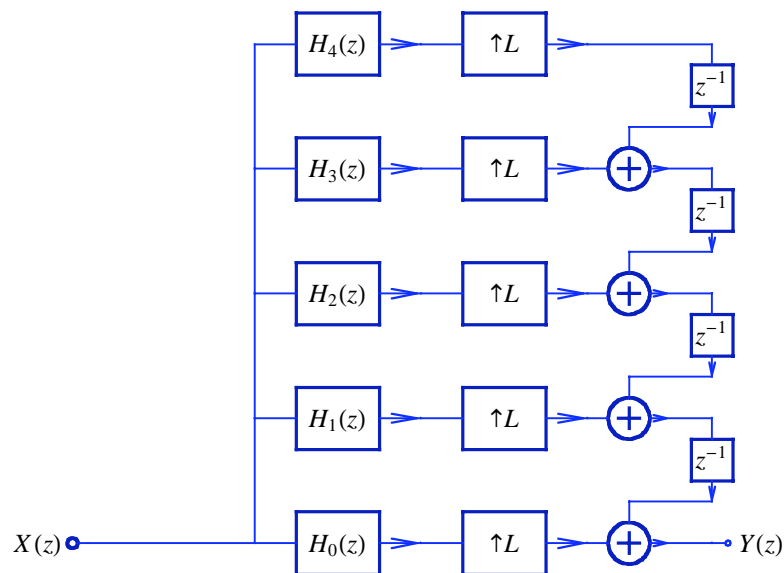 H₄(z) ↑L
z⁻¹
H₃(z) ↑L +
z⁻¹
H₂(z) ↑L +
z⁻¹
H₁(z) ↑L +
z⁻¹
X(z) H₀(z) ↑L + Y(z)